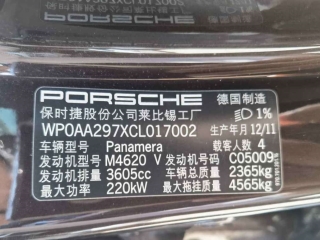 PORSCHE 德国制造
保时捷股份公司莱比锡工厂 1%
WP0AA297XCL017002 生产年月 12/11
车辆型号 Panamera 载客人数 4
发动机型号 M4620 V 发动机号 C05009
发动机排量 3605cc 车辆总质量 2365kg
最大功率 220kW 最大拖挂质量 4565kg